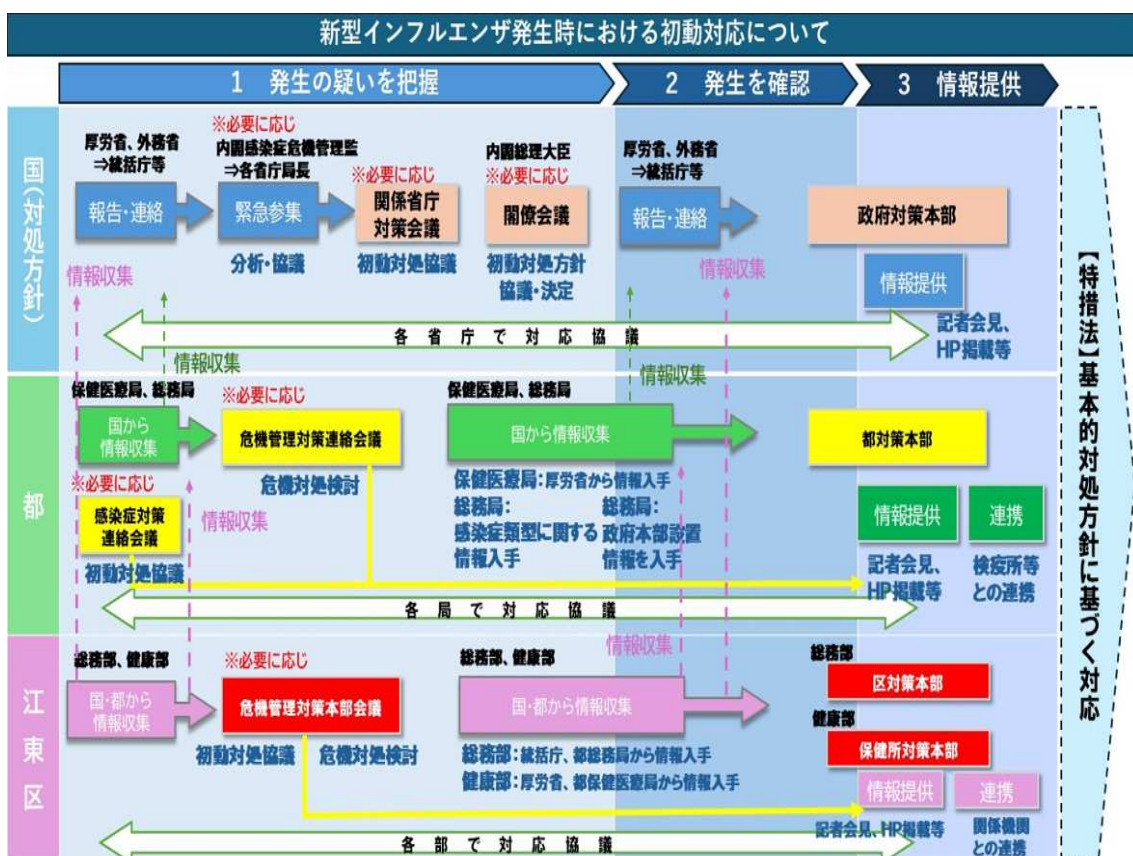 新型インフルエンザ発生時における初動対応について
1 発生の疑いを把握
2 発生を確認
3 情報提供
国(対処方針)
厚労省、外務省
⇒統括庁等
報告・連絡
※必要に応じ
内閣感染症危機管理監
⇒各省庁局長
緊急参集
分析・協議
※必要に応じ
関係省庁
対策会議
初動対処協議
内閣総理大臣
※必要に応じ
閣僚会議
初動対処方針
協議・決定
厚労省、外務省
⇒統括庁等
報告・連絡
政府対策本部
情報提供
記者会見、
HP掲載等
情報収集
情報収集
情報収集
情報収集
各省庁で対応協議
都
保健医療局、総務局
国から
情報収集
※必要に応じ
感染症対策
連絡会議
初動対処協議
※必要に応じ
危機管理対策連絡会議
危機対処検討
情報収集
保健医療局、総務局
国から情報収集
保健医療局：厚労省から情報入手
総務局：
感染症類型に関する
情報入手
総務局：
政府本部設置
情報を入手
都対策本部
情報提供
連携
記者会見、
HP掲載等
検疫所等
との連携
各局で対応協議
江東区
総務部、健康部
国・都から
情報収集
※必要に応じ
危機管理対策本部会議
初動対処協議
危機対処検討
情報収集
総務部、健康部
国・都から情報収集
総務部：統括庁、都総務局から情報入手
健康部：厚労省、都保健医療局から情報入手
総務部
区対策本部
健康部
保健所対策本部
情報提供
連携
記者会見、HP掲載等
関係機関
との連携
各部で対応協議
【特措法】基本的対処方針に基づく対応